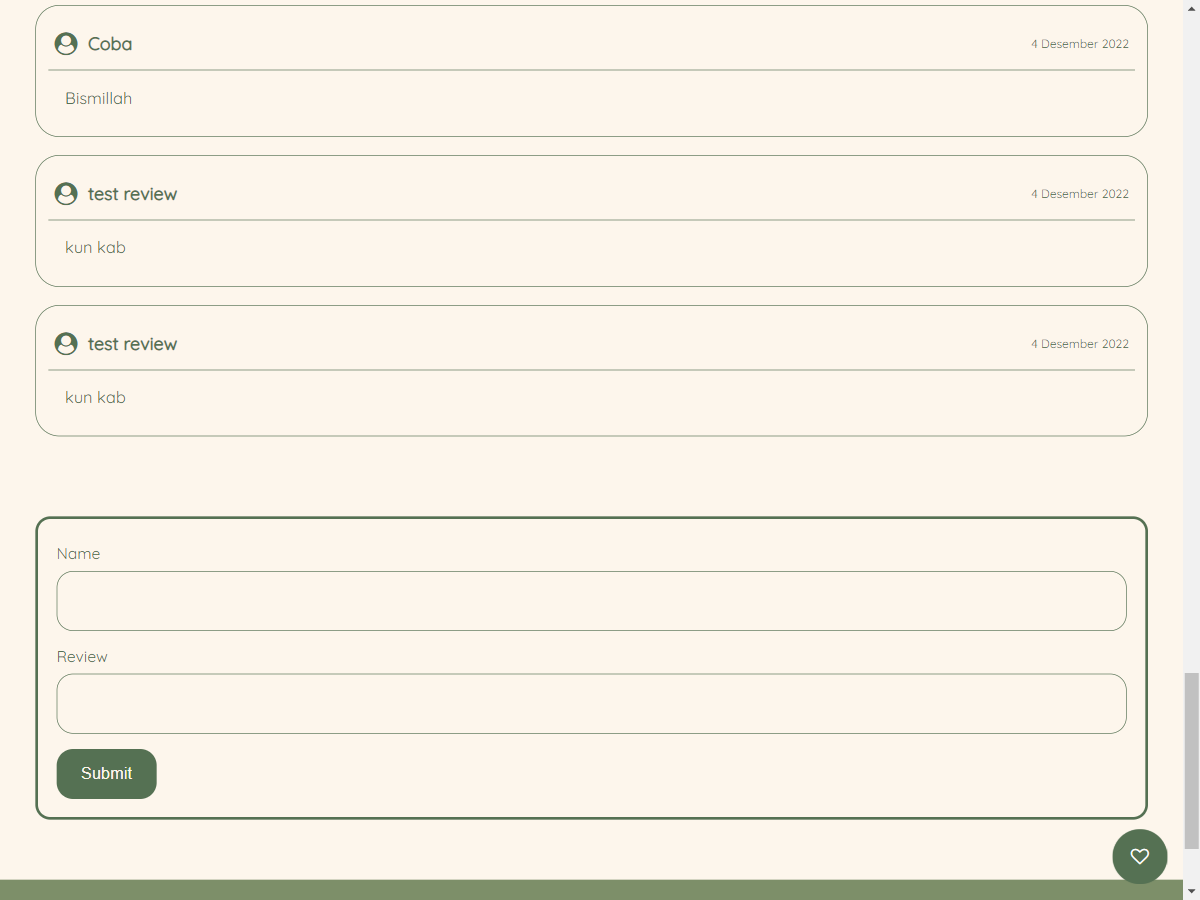 Coba
4 Desember 2022
Bismillah
test review
4 Desember 2022
kun kab
test review
4 Desember 2022
kun kab
Name
Review
Submit